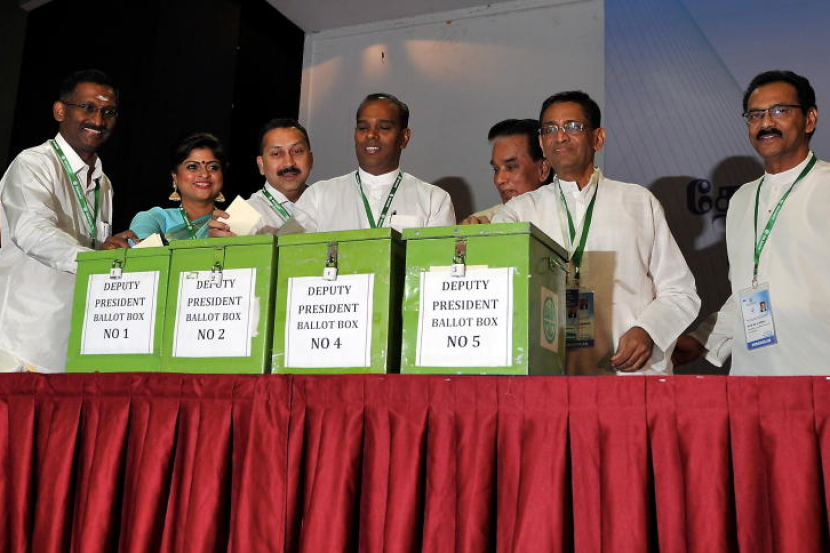 DEPUTY
PRESIDENT
BALLOT BOX
NO 1
DEPUTY
PRESIDENT
BALLOT BOX
NO 2
DEPUTY
PRESIDENT
BALLOT BOX
NO 4
DEPUTY
PRESIDENT
BALLOT BOX
NO 5